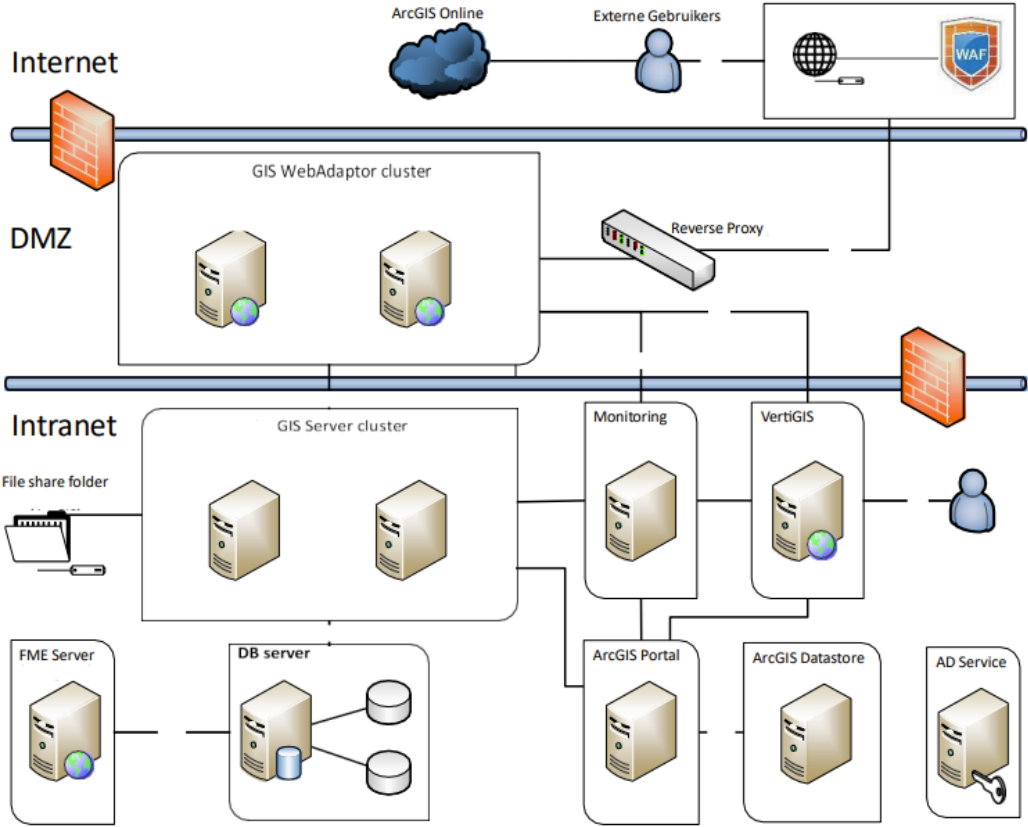 ArcGIS Online
Externe Gebruikers
Internet
WAF
GIS WebAdaptor cluster
DMZ
Reverse Proxy
Intranet
GIS Server cluster
Monitoring
VertiGIS
File share folder
FME Server
DB server
ArcGIS Portal
ArcGIS Datastore
AD Service